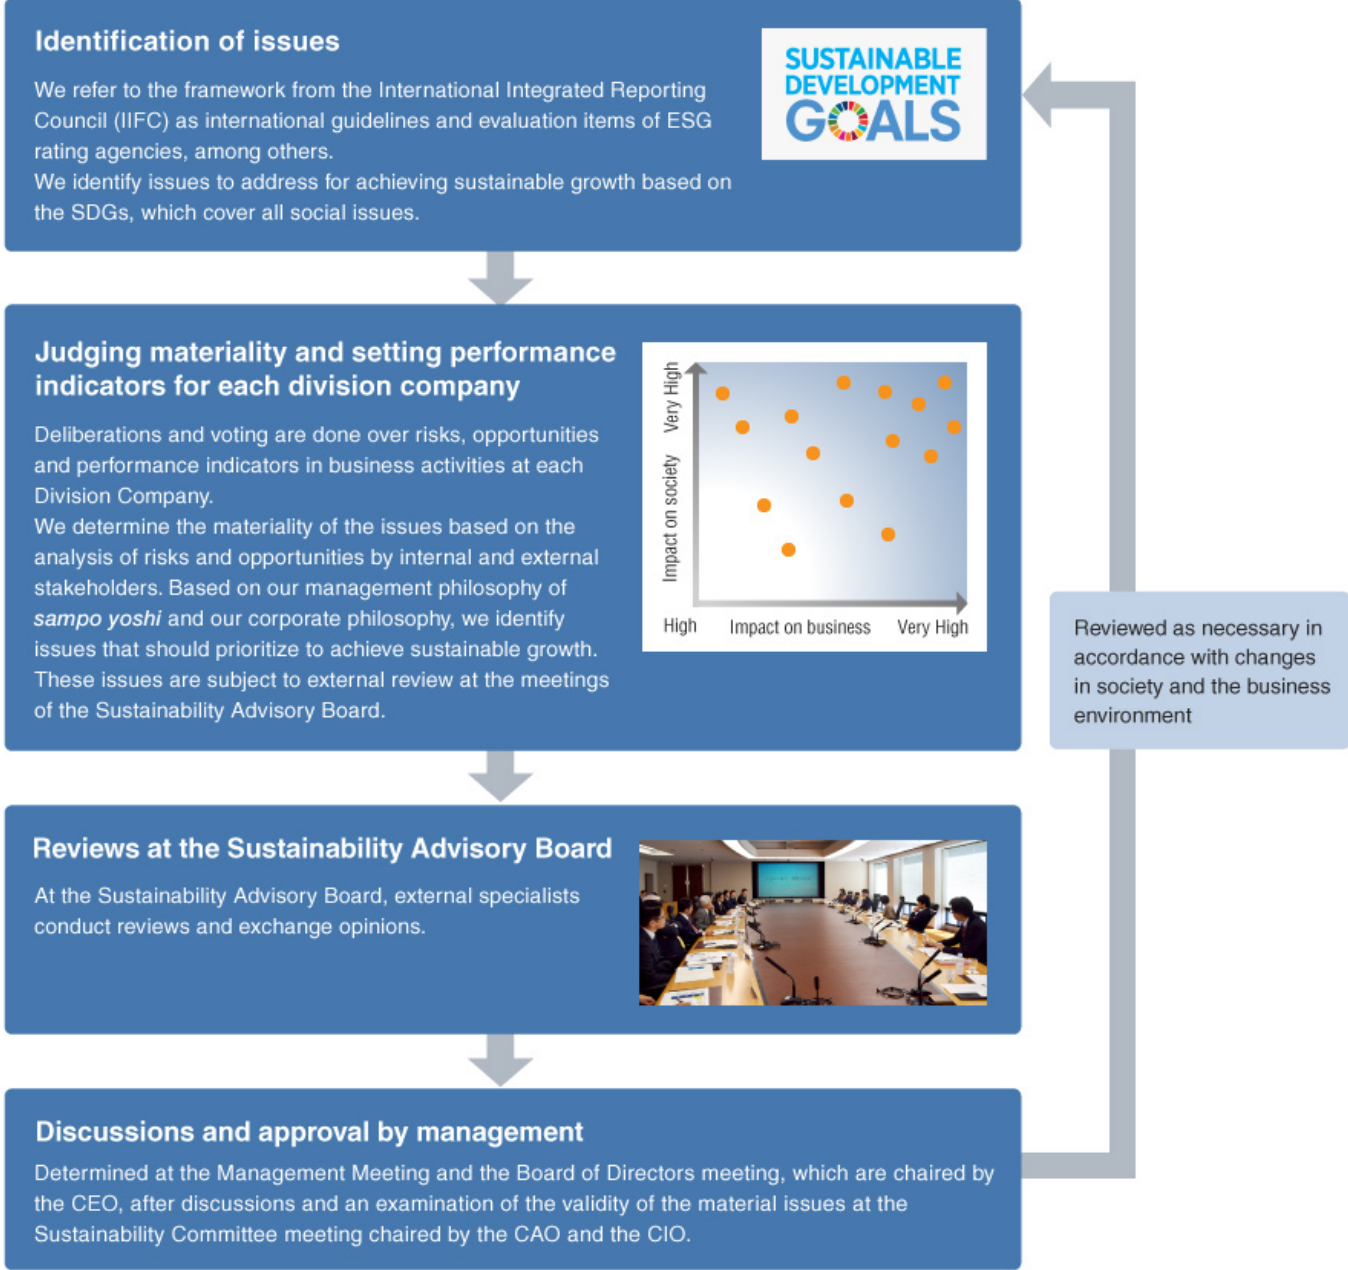 Identification of issues
We refer to the framework from the International Integrated Reporting
Council (IIFC) as international guidelines and evaluation items of ESG
rating agencies, among others.
We identify issues to address for achieving sustainable growth based on
the SDGs, which cover all social issues.
SUSTAINABLE
DEVELOPMENT
GOALS
Judging materiality and setting performance
indicators for each division company
Deliberations and voting are done over risks, opportunities
and performance indicators in business activities at each
Division Company.
We determine the materiality of the issues based on the
analysis of risks and opportunities by internal and external
stakeholders. Based on our management philosophy of
sampo yoshi and our corporate philosophy, we identify
issues that should prioritize to achieve sustainable growth.
These issues are subject to external review at the meetings
of the Sustainability Advisory Board.
Very High
Impact on society
High
Impact on business
Very High
Reviewed as necessary in
accordance with changes
in society and the business
environment
Reviews at the Sustainability Advisory Board
At the Sustainability Advisory Board, external specialists
conduct reviews and exchange opinions.
Discussions and approval by management
Determined at the Management Meeting and the Board of Directors meeting, which are chaired by
the CEO, after discussions and an examination of the validity of the material issues at the
Sustainability Committee meeting chaired by the CAO and the CIO.